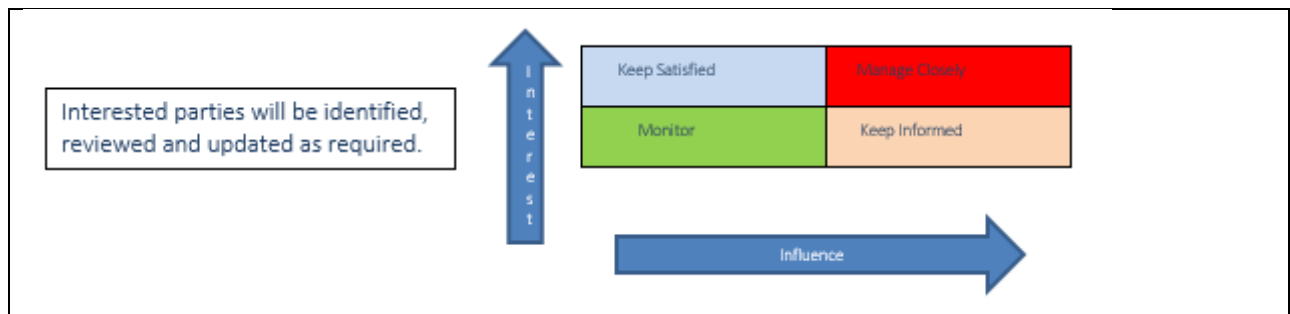 Interested parties will be identified,
reviewed and updated as required.
Interest
Keep Satisfied
Manage Closely
Monitor
Keep Informed
Influence